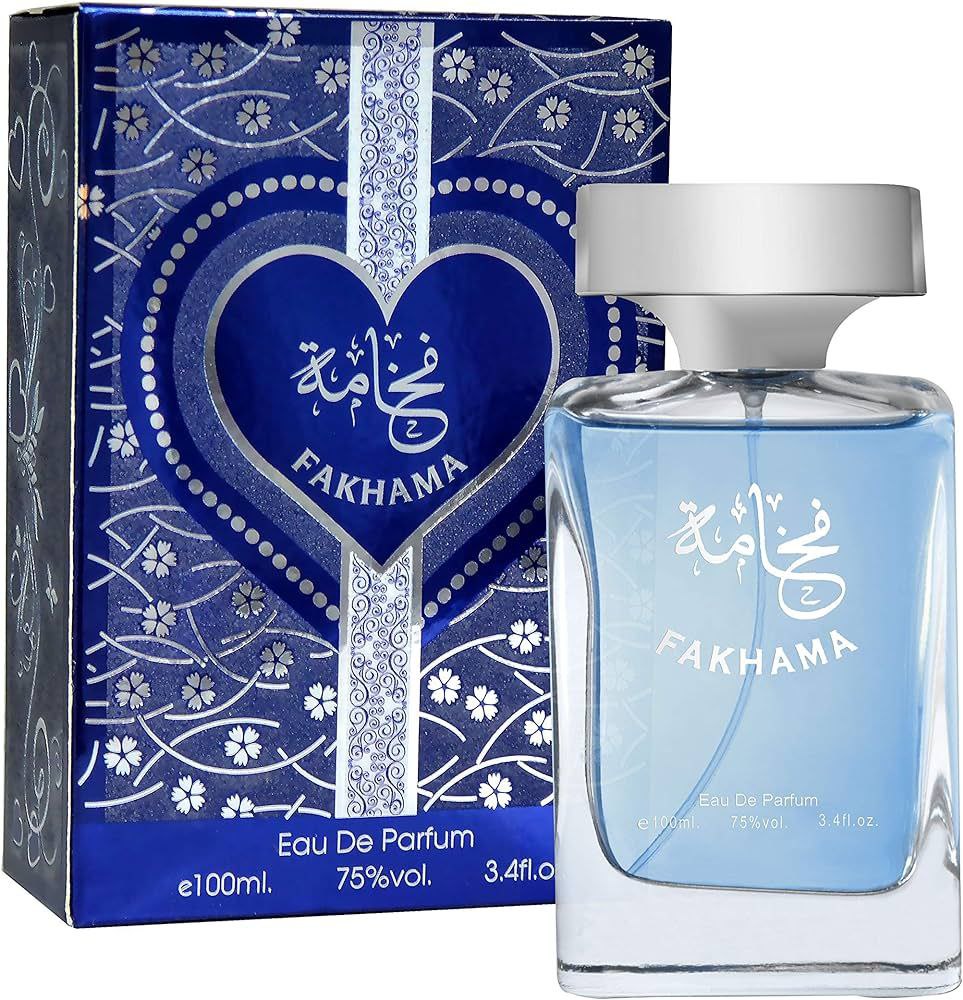 فخامة
FAKHAMA
Eau De Parfum
e100ml. 75%vol. 3.4fl.o
فخامة
FAKHAMA
Eau De Parfum
e100ml. 75%vol. 3.4fl.oz.